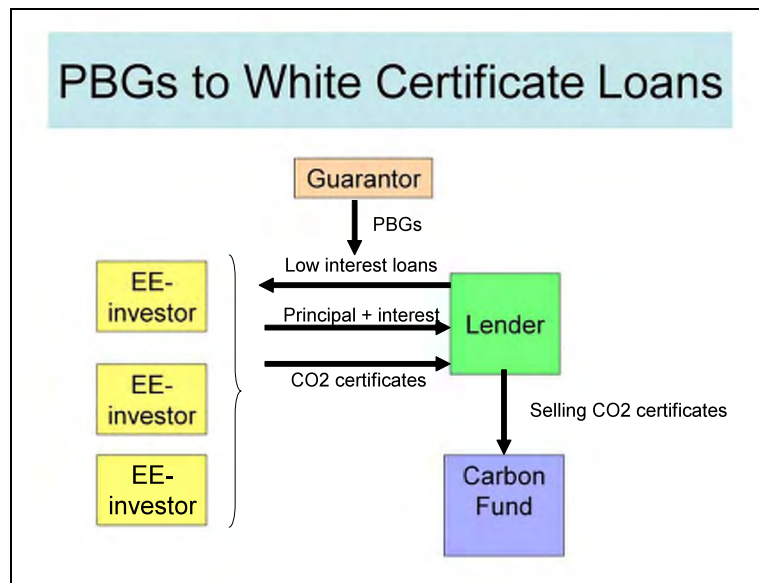 PBGs to White Certificate Loans
Guarantor
PBGs
Low interest loans
EE-
investor
Principal + interest
Lender
CO2 certificates
EE-
investor
Selling CO2 certificates
EE-
investor
Carbon
Fund